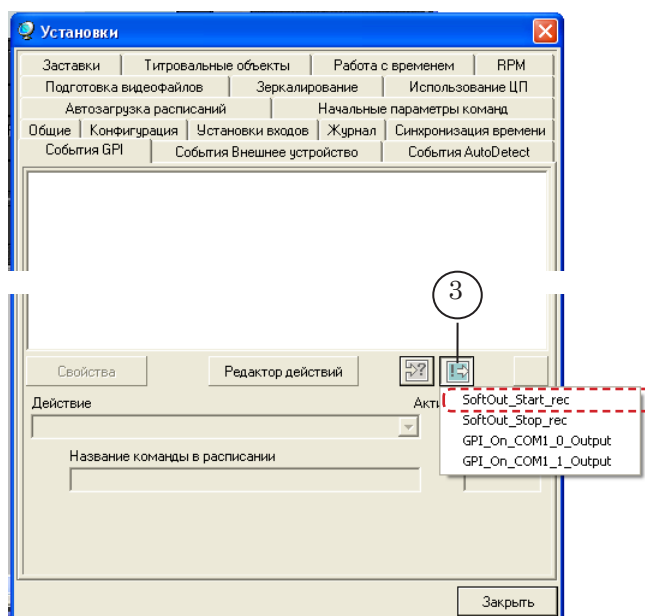 Установки
Заставки Титровальные объекты Работа с временем RPM
Подготовка видеофайлов Зеркалирование Использование ЦП
Автозагрузка расписаний Начальные параметры команд
Общие Конфигурация Установки входов Журнал Синхронизация времени
События GPI События Внешнее устройство События AutoDetect
3
Свойства Редактор действий
Действие
SoftOut_Start_rec
SoftOut_Stop_rec
GPI_On_COM1_0_Output
GPI_On_COM1_1_Output
Название команды в расписании
Закрыть